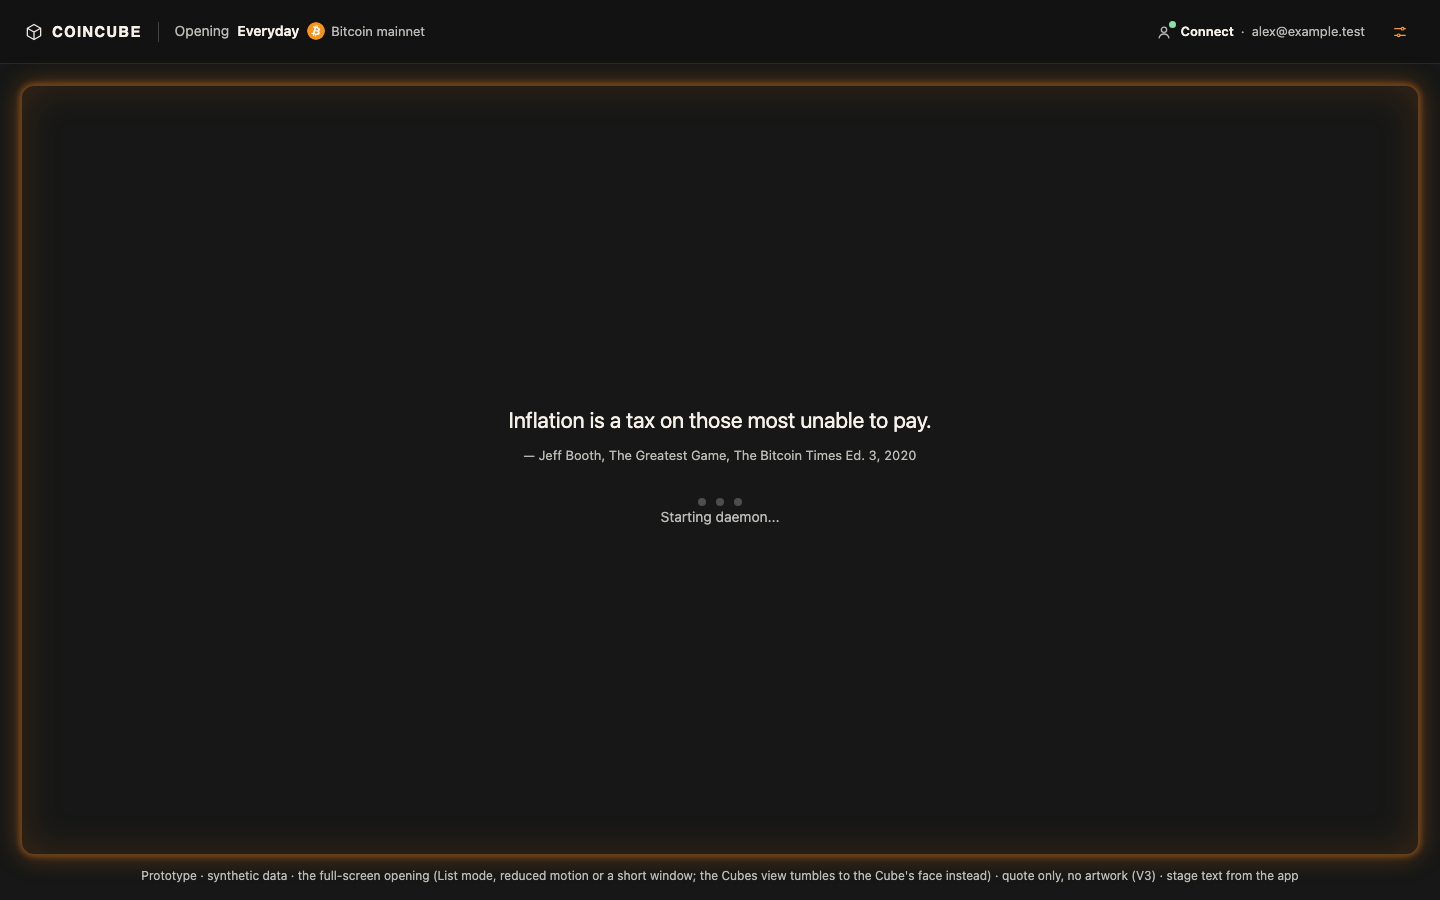 COINCUBE Opening Everyday Bitcoin mainnet Connect · alex@example.test
Inflation is a tax on those most unable to pay.
— Jeff Booth, The Greatest Game, The Bitcoin Times Ed. 3, 2020
Starting daemon...
Prototype · synthetic data · the full-screen opening (List mode, reduced motion or a short window; the Cubes view tumbles to the Cube's face instead) · quote only, no artwork (V3) · stage text from the app